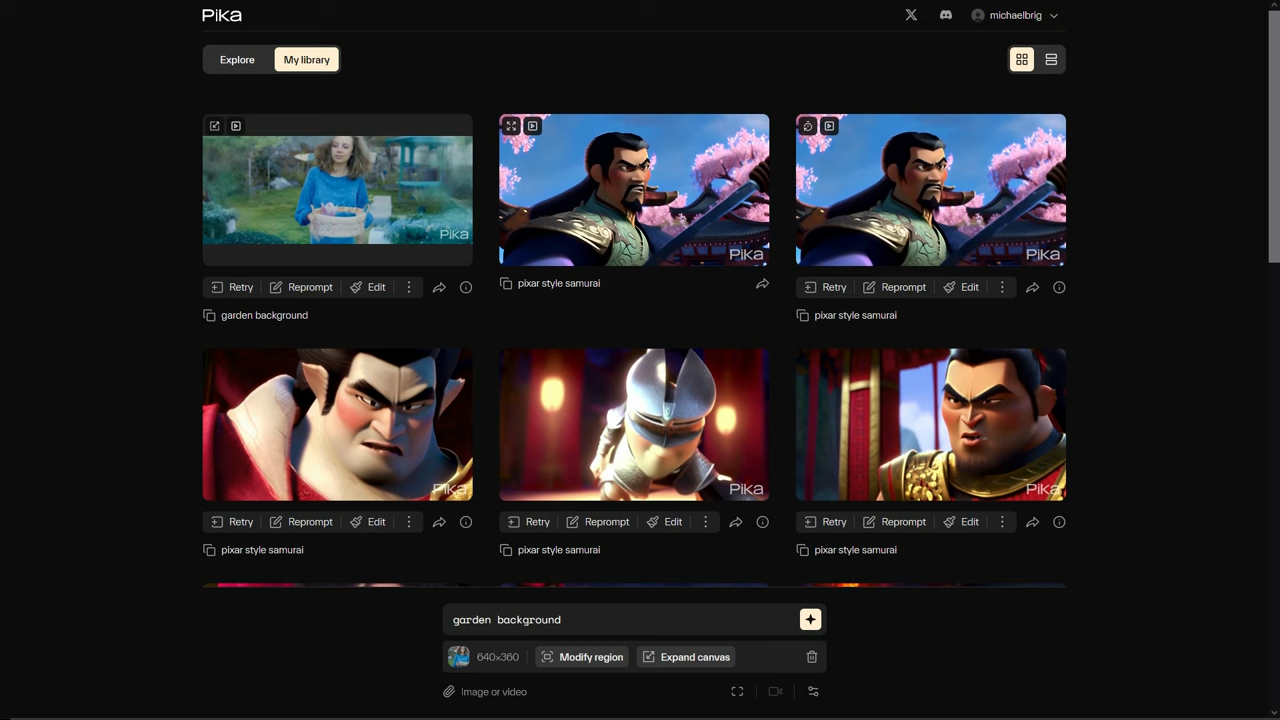 Pika
michaelbrig
Explore
My library
Pika
Pika
Pika
Retry
Reprompt
Edit
garden background
pixar style samurai
Retry
Reprompt
Edit
pixar style samurai
Pika
Pika
Pika
Retry
Reprompt
Edit
Retry
Reprompt
Edit
Retry
Reprompt
Edit
pixar style samurai
pixar style samurai
pixar style samurai
garden background
640×360
Modify region
Expand canvas
Image or video